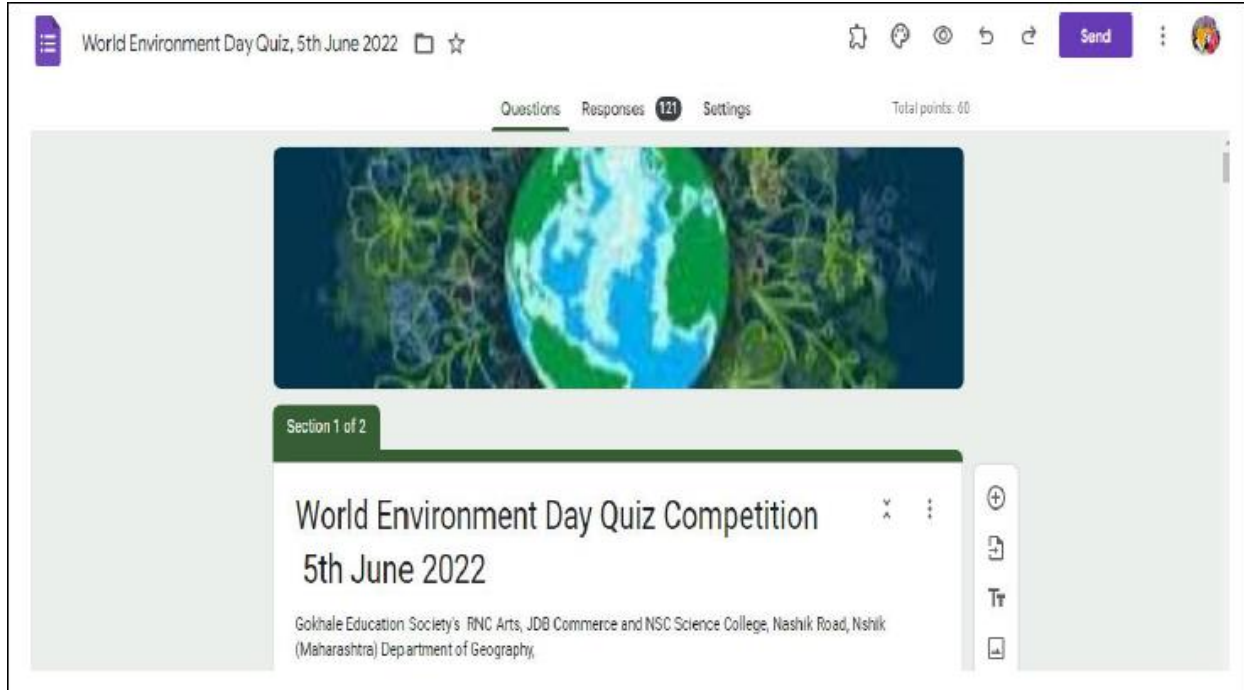 World Environment Day Quiz, 5th June 2022
Send
Questions Responses 121 Settings Total points: 60
Section 1 of 2
World Environment Day Quiz Competition
5th June 2022
Gokhale Education Society's RNC Arts, JDB Commerce and NSC Science College, Nashik Road, Nshik
(Maharashtra) Department of Geography,
Tт